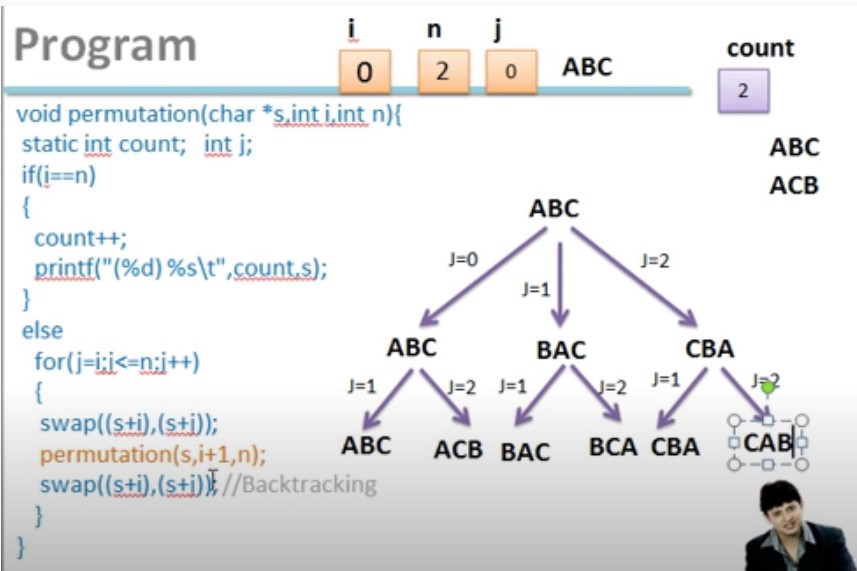 Program
i n j
0 2 0 ABC
count
2
void permutation(char *s,int i,int n){
static int count; int j;
if(i==n)
{
count++;
printf("(%d) %s\t",count,s);
}
else
for(j=i;j<=n;j++)
{
swap((s+i),(s+j));
permutation(s,i+1,n);
swap((s+i),(s+j)); //Backtracking
}
}
ABC
ACB
ABC
J=0 J=1 J=2
ABC BAC CBA
J=1 J=2 J=1 J=2 J=1 J=2
ABC ACB BAC BCA CBA CAB